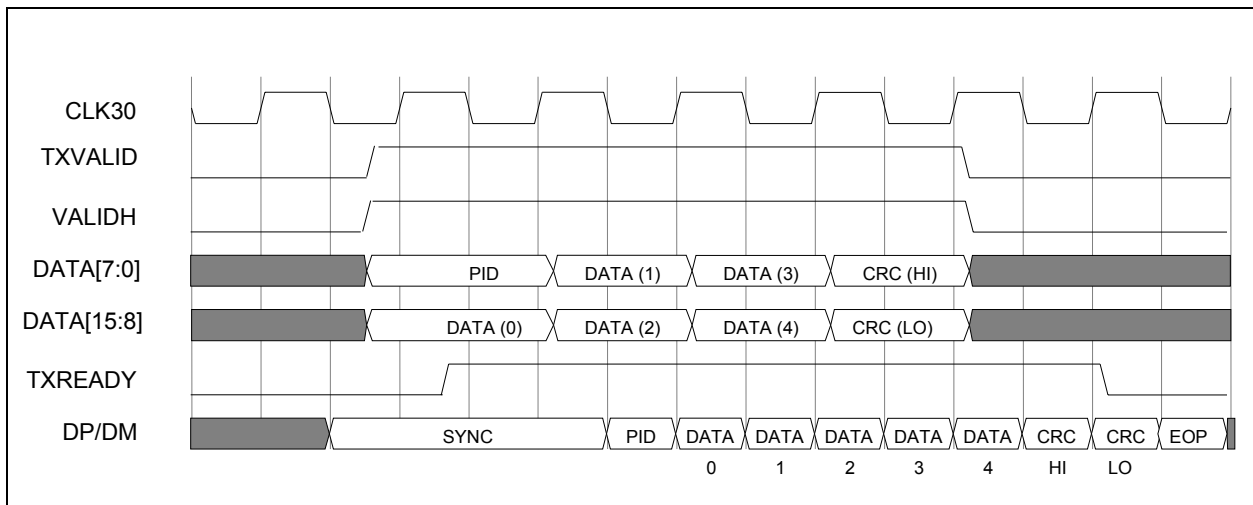 CLK30
TXVALID
VALIDH
DATA[7:0] PID DATA (1) DATA (3) CRC (HI)
DATA[15:8] DATA (0) DATA (2) DATA (4) CRC (LO)
TXREADY
DP/DM SYNC PID DATA DATA DATA DATA DATA CRC CRC EOP
0 1 2 3 4 HI LO